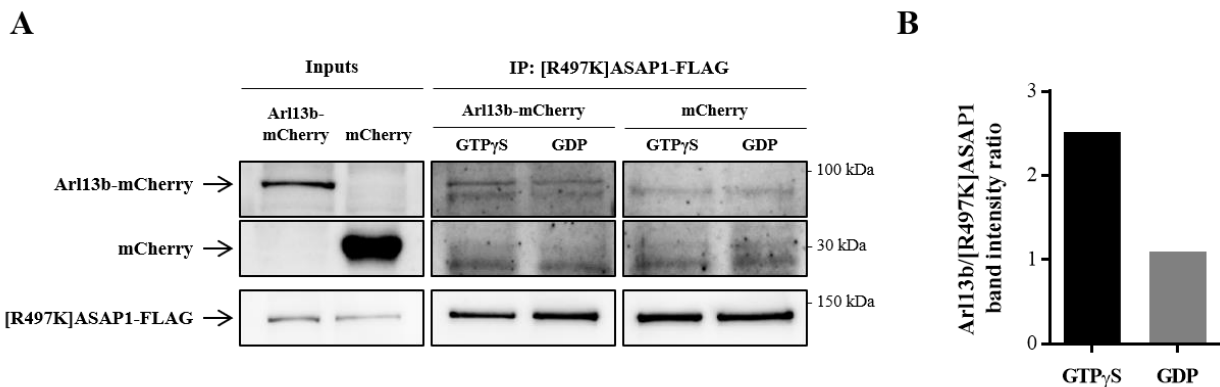 A
Inputs
IP: [R497K]ASAP1-FLAG
Arl13b-
mCherry
mCherry
Arl13b-mCherry
mCherry
GTPγS
GDP
GTPγS
GDP
Arl13b-mCherry
100 kDa
mCherry
30 kDa
[R497K]ASAP1-FLAG
150 kDa
B
Arl13b/[R497K]ASAP1
band intensity ratio
3
2
1
0
GTPγS
GDP